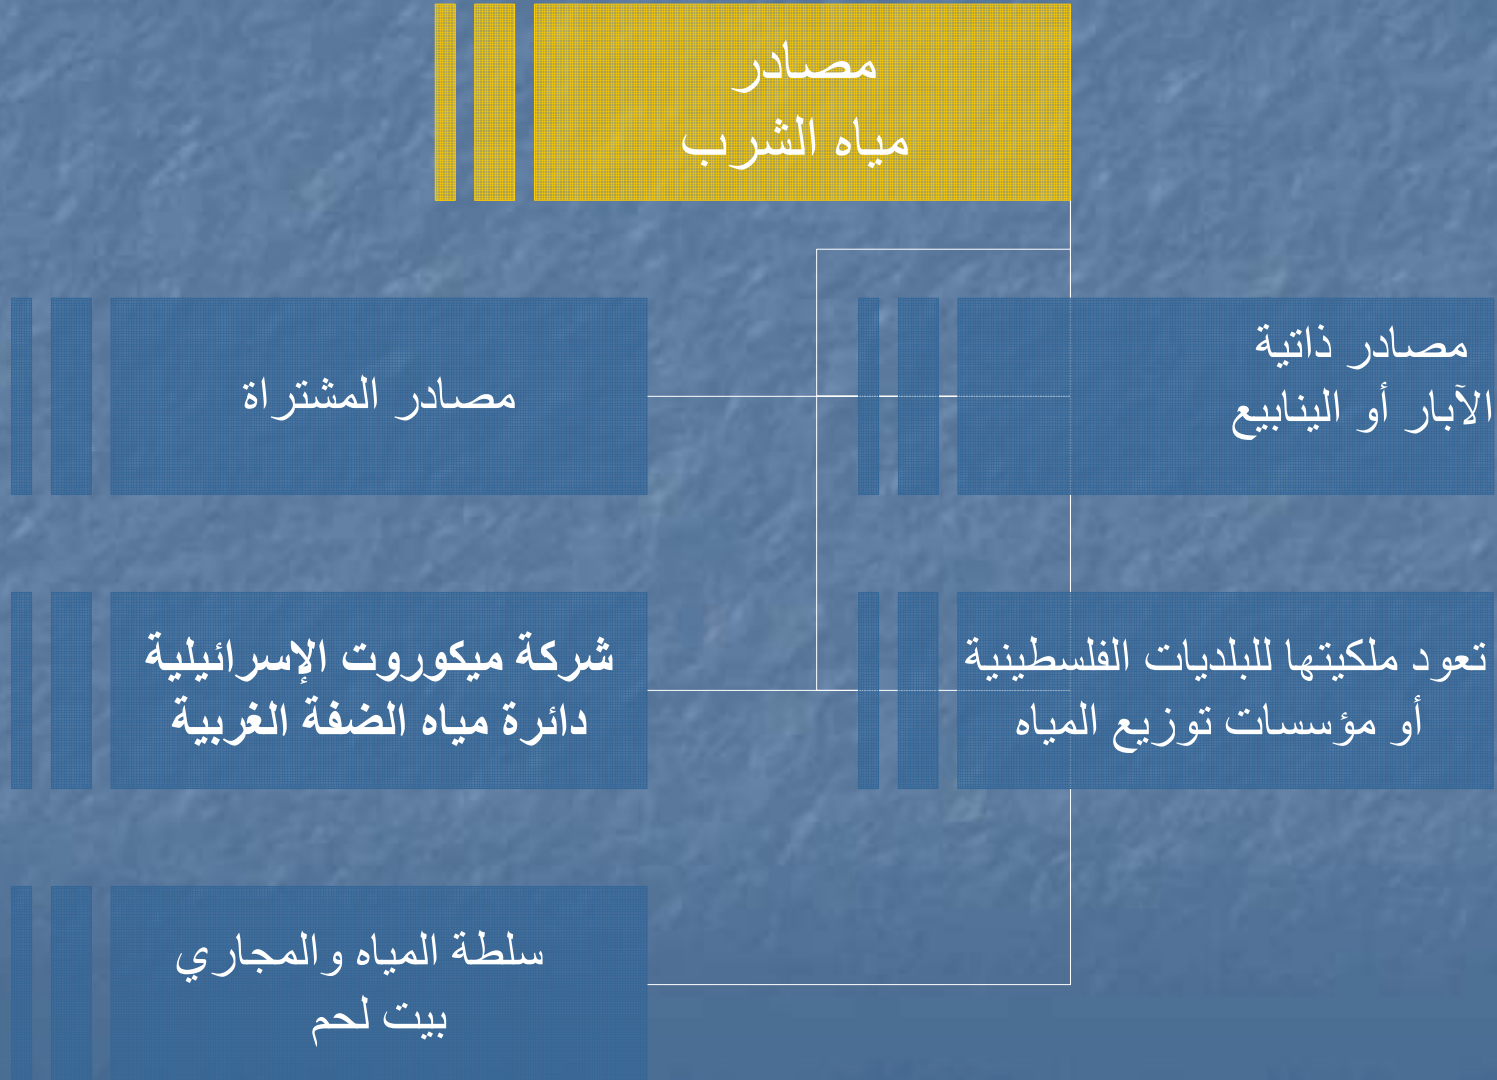 مصادر
مياه الشرب
مصادر ذاتية
الآبار أو الينابيع
مصادر المشتراة
تعود ملكيتها للبلديات الفلسطينية
أو مؤسسات توزيع المياه
شركة ميكوروت الإسرائيلية
دائرة مياه الضفة الغربية
سلطة المياه والمجاري
بيت لحم